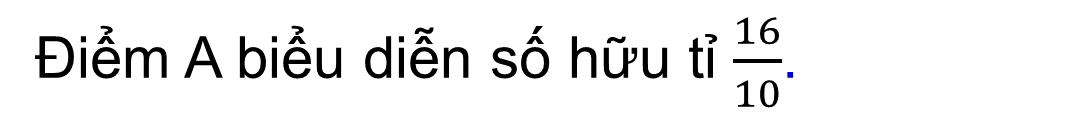 Điểm A biểu diễn số hữu tỉ 16/10.